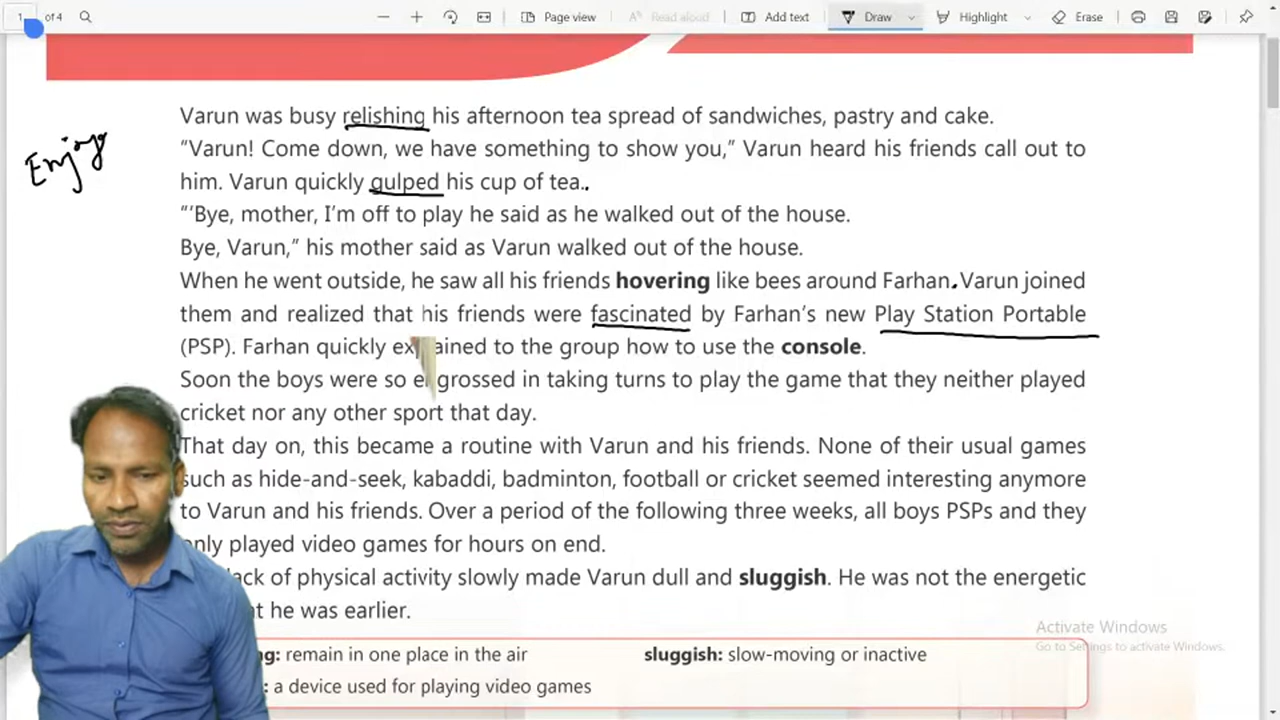 1 of 4 Page view Read aloud Add text Draw Highlight Erase
Varun was busy relishing his afternoon tea spread of sandwiches, pastry and cake.
Enjoy
“Varun! Come down, we have something to show you,” Varun heard his friends call out to
him. Varun quickly gulped his cup of tea.
“‘Bye, mother, I’m off to play he said as he walked out of the house.
Bye, Varun,” his mother said as Varun walked out of the house.
When he went outside, he saw all his friends hovering like bees around Farhan. Varun joined
them and realized that his friends were fascinated by Farhan’s new Play Station Portable
(PSP). Farhan quickly explained to the group how to use the console.
Soon the boys were so engrossed in taking turns to play the game that they neither played
cricket nor any other sport that day.
That day on, this became a routine with Varun and his friends. None of their usual games
such as hide-and-seek, kabaddi, badminton, football or cricket seemed interesting anymore
to Varun and his friends. Over a period of the following three weeks, all boys PSPs and they
only played video games for hours on end.
lack of physical activity slowly made Varun dull and sluggish. He was not the energetic
he was earlier.
Activate Windows
Go to Settings to activate Windows.
remain in one place in the air sluggish: slow-moving or inactive
a device used for playing video games